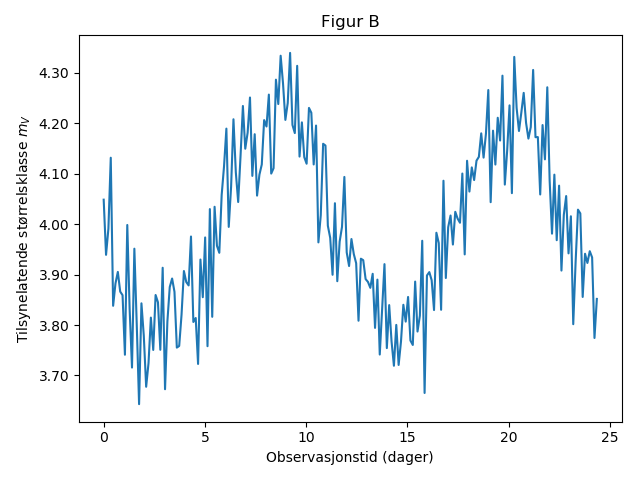 Figur B
Tilsynelatende størrelsklasse $m_V$
4.30
4.20
4.10
4.00
3.90
3.80
3.70
0 5 10 15 20 25
Observasjonstid (dager)